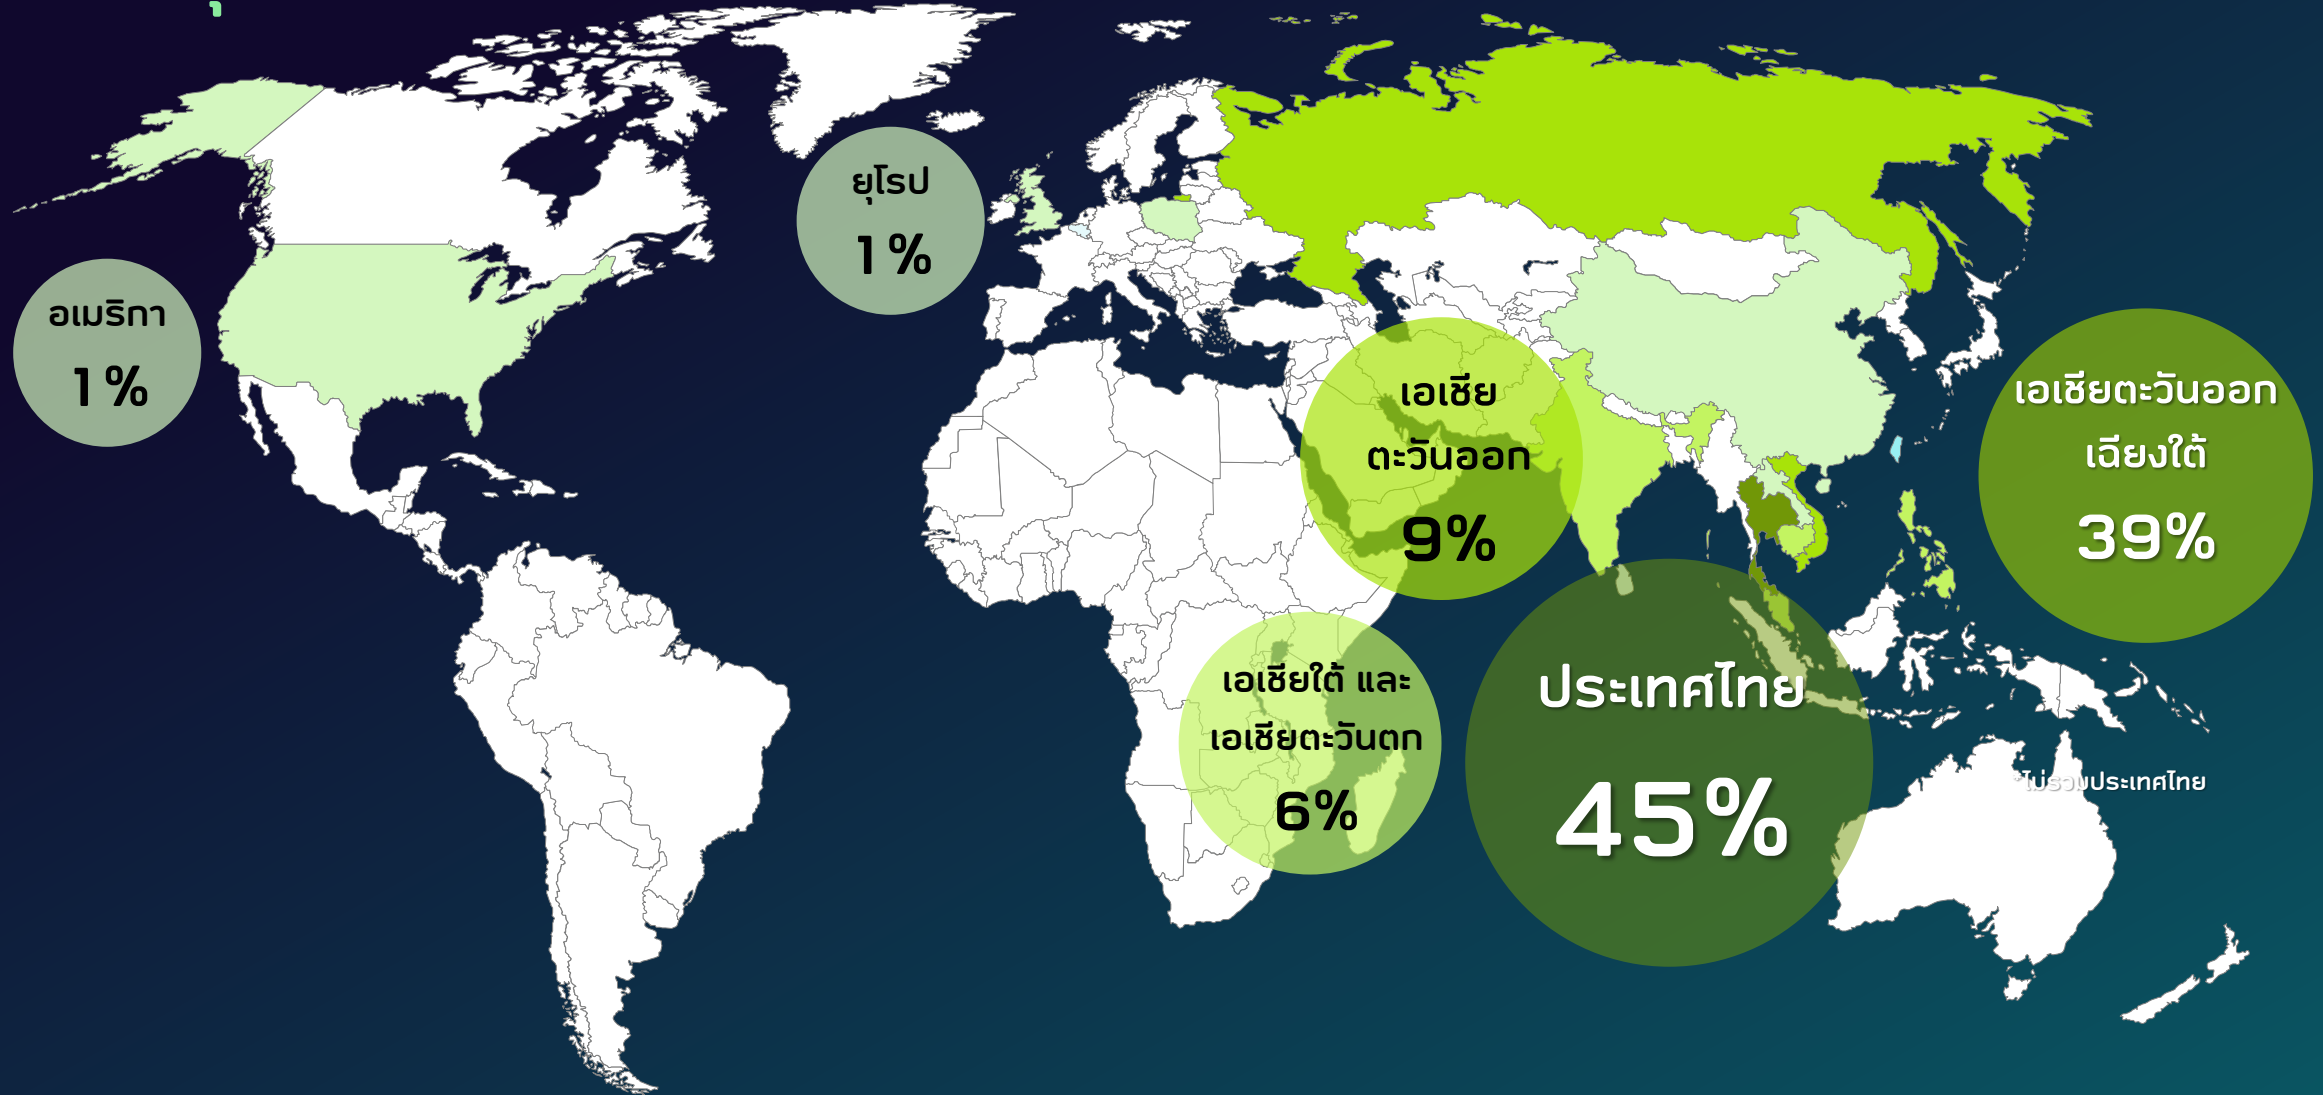 ยุโรป
1%
อเมริกา
1%
เอเชีย
ตะวันออก
9%
เอเชียตะวันออก
เฉียงใต้
39%
เอเชียใต้ และ
เอเชียตะวันตก
6%
ประเทศไทย
45%
*ไม่รวมประเทศไทย